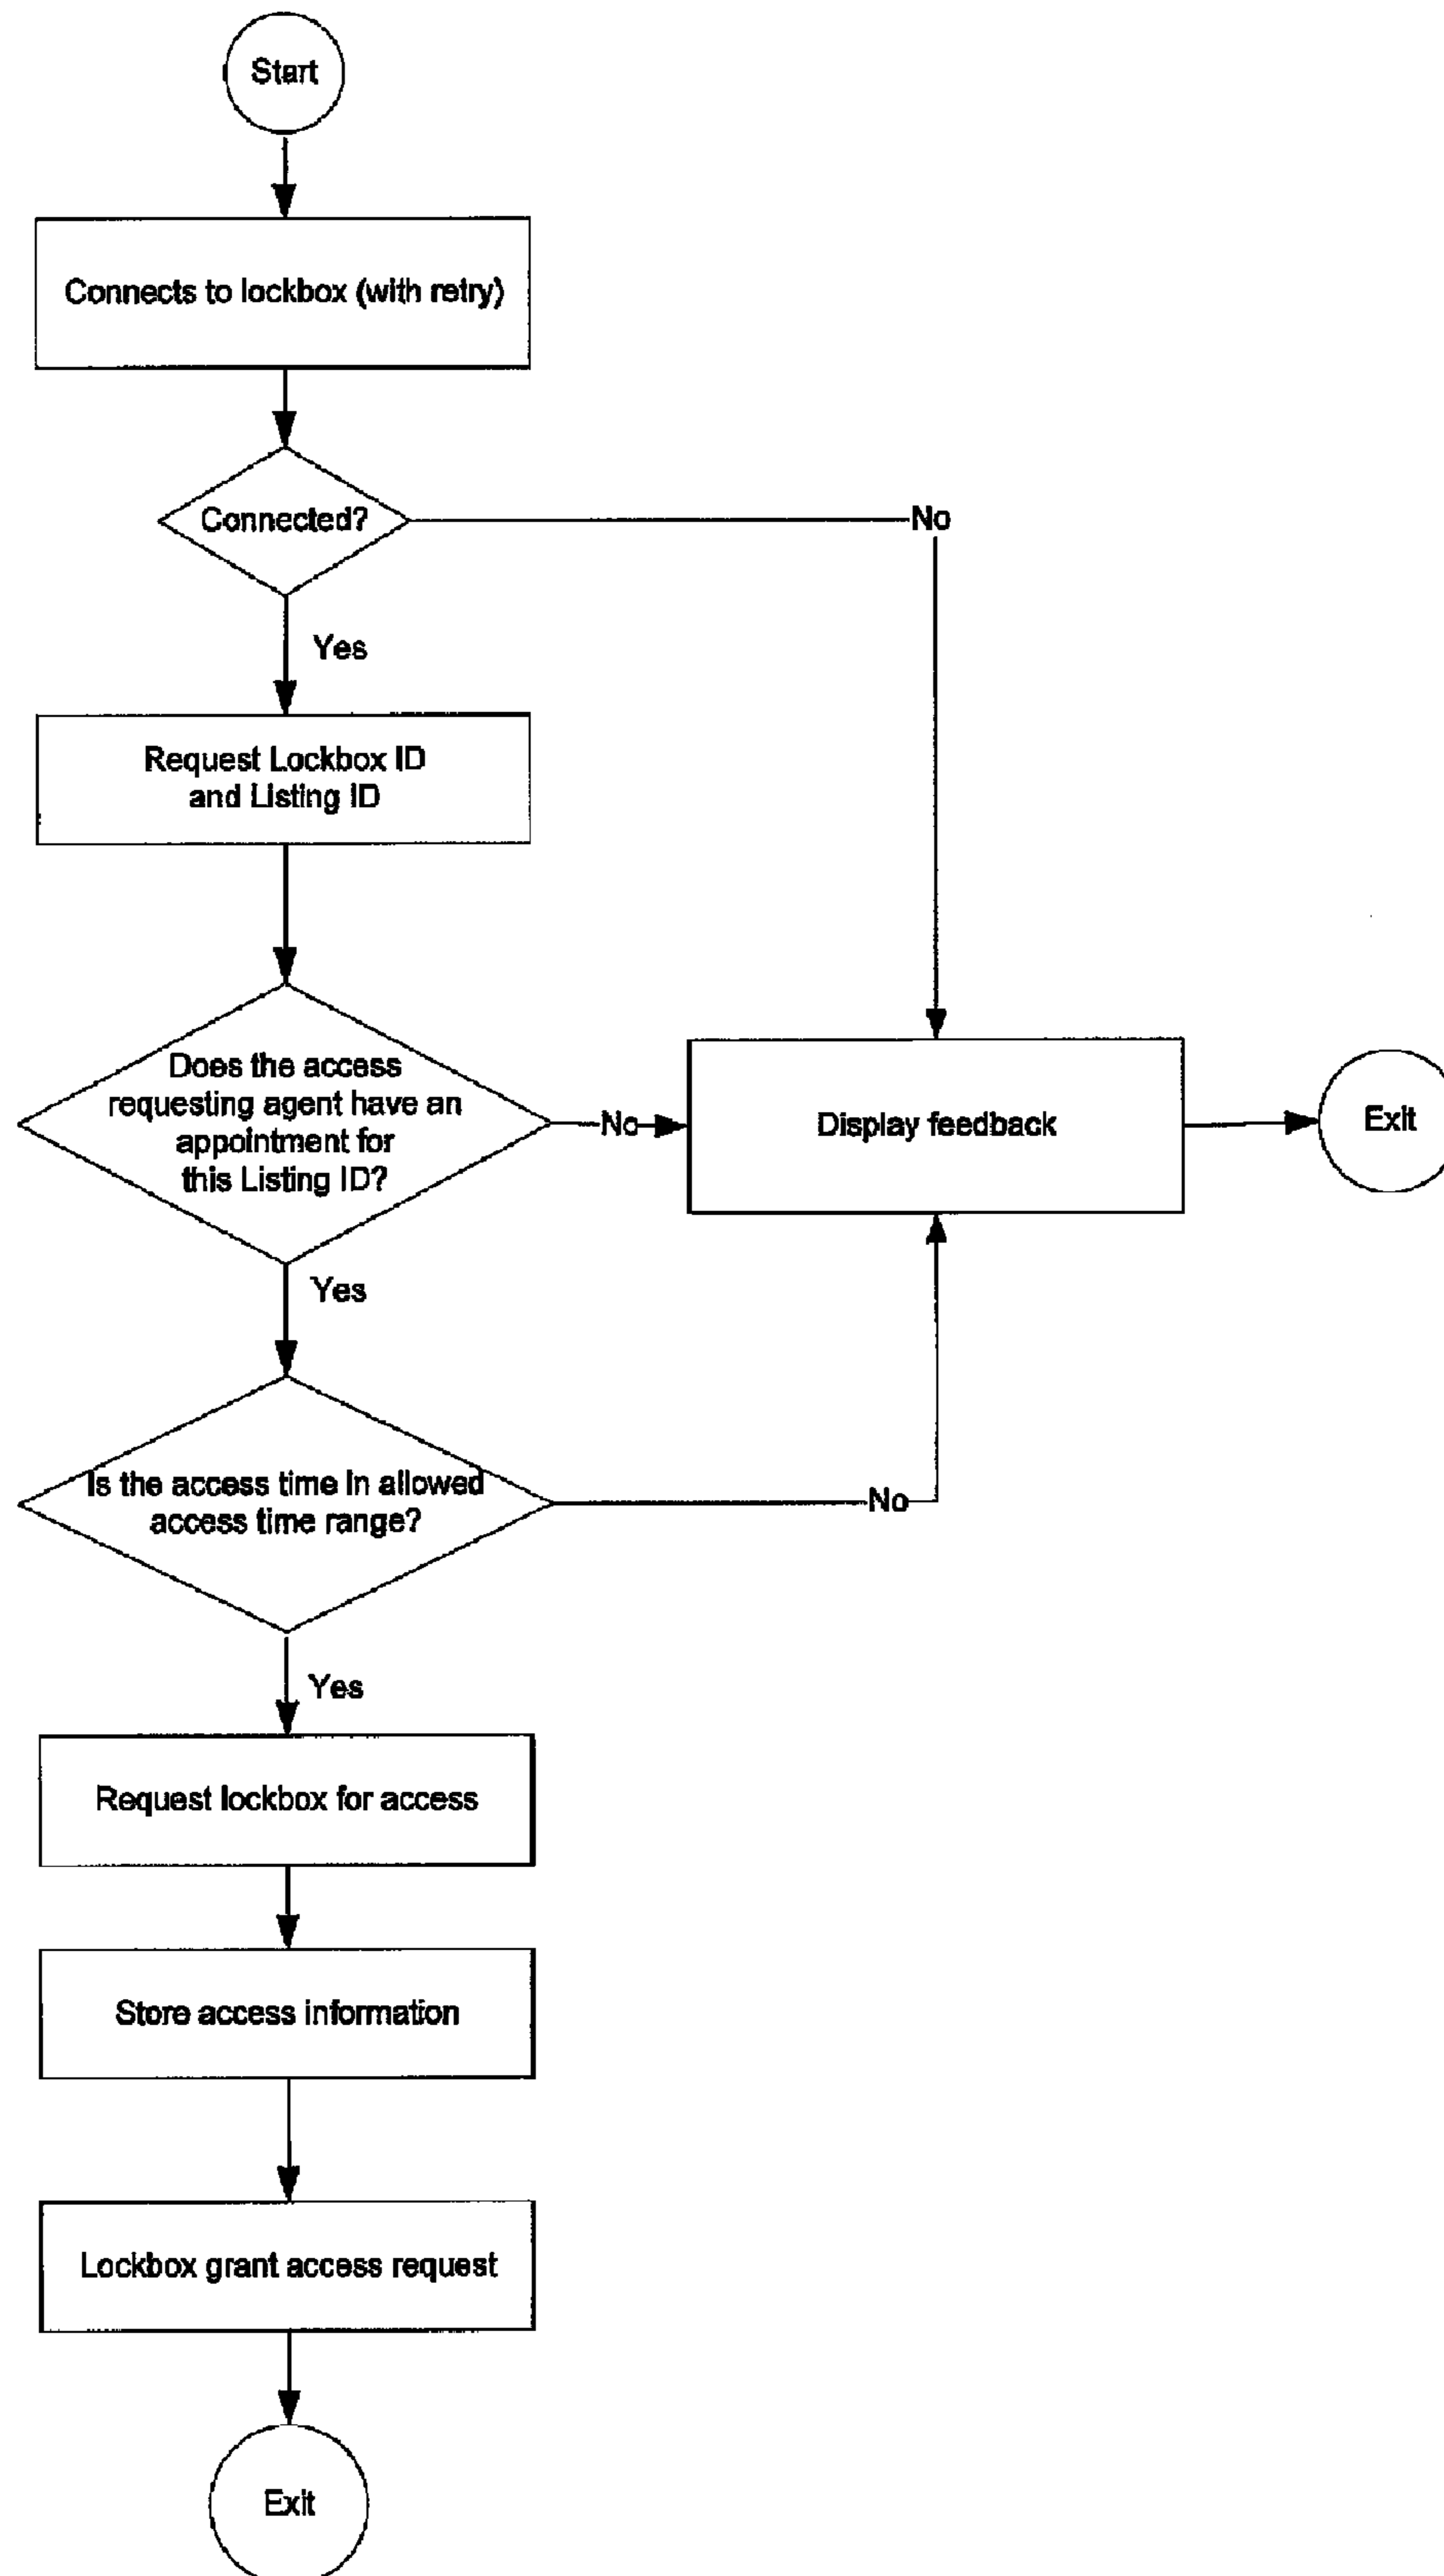 Start
Connects to lockbox (with retry)
Connected?
No
Yes
Request Lockbox ID
and Listing ID
Does the access
requesting agent have an
appointment for
this Listing ID?
No
Display feedback
Exit
Yes
Is the access time in allowed
access time range?
No
Yes
Request lockbox for access
Store access information
Lockbox grant access request
Exit